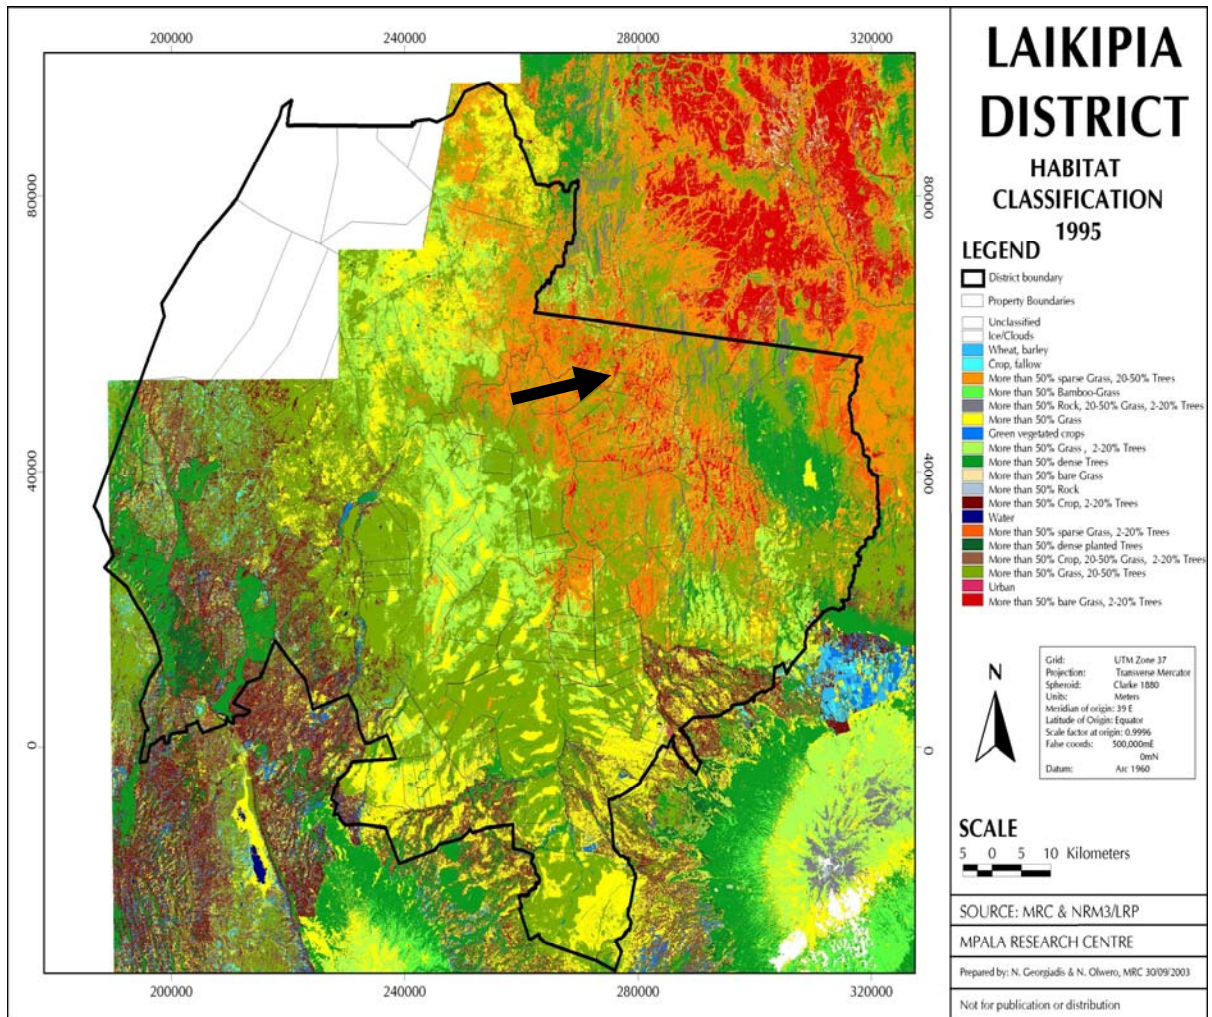 200000 240000 280000 320000
80000
40000
0
80000
40000
0
200000 240000 280000 320000
LAIKIPIA
DISTRICT
HABITAT
CLASSIFICATION
1995
LEGEND
District boundary
Property Boundaries
Unclassified
Ice/Clouds
Wheat, barley
Crop, fallow
More than 50% sparse Grass, 20-50% Trees
More than 50% Bamboo-Grass
More than 50% Rock, 20-50% Grass, 2-20% Trees
More than 50% Grass
Green vegetated crops
More than 50% Grass , 2-20% Trees
More than 50% dense Trees
More than 50% bare Grass
More than 50% Rock
More than 50% Crop, 2-20% Trees
Water
More than 50% sparse Grass, 2-20% Trees
More than 50% dense planted Trees
More than 50% Crop, 20-50% Grass, 2-20% Trees
More than 50% Grass, 20-50% Trees
Urban
More than 50% bare Grass, 2-20% Trees
N
Grid: UTM Zone 37
Projection: Transverse Mercator
Spheroid: Clarke 1880
Units: Meters
Meridian of origin: 39 E
Latitude of Origin: Equator
Scale factor at origin: 0.9996
False coords: 500,000mE
0mN
Datum: Arc 1960
SCALE
5 0 5 10 Kilometers
SOURCE: MRC & NRM3/LRP
MPALA RESEARCH CENTRE
Prepared by: N. Georgiadis & N. Olwero, MRC 30/09/2003
Not for publication or distribution